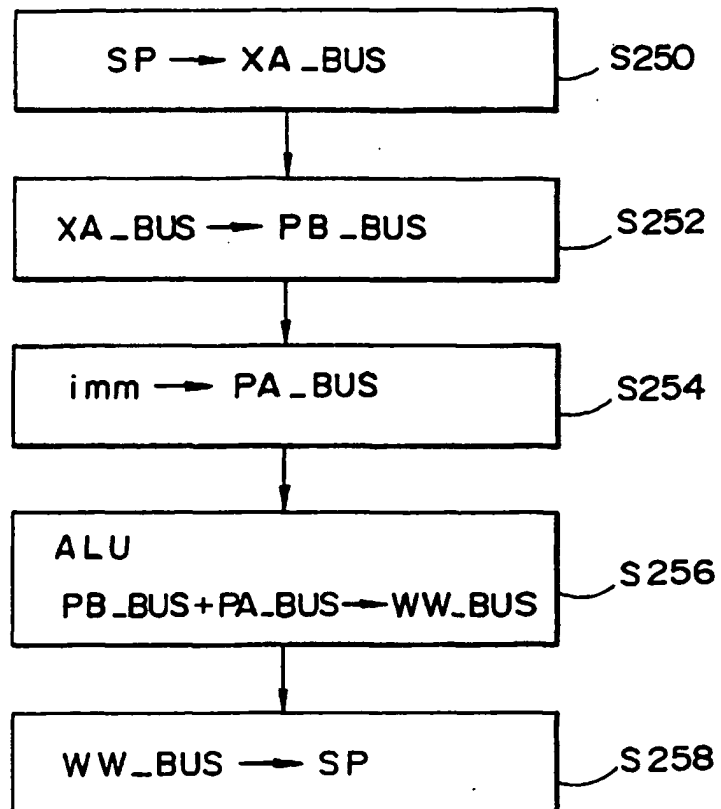 SP → XA_BUS
S250
XA_BUS → PB_BUS
S252
imm → PA_BUS
S254
ALU
PB_BUS+PA_BUS→WW_BUS
S256
WW_BUS → SP
S258